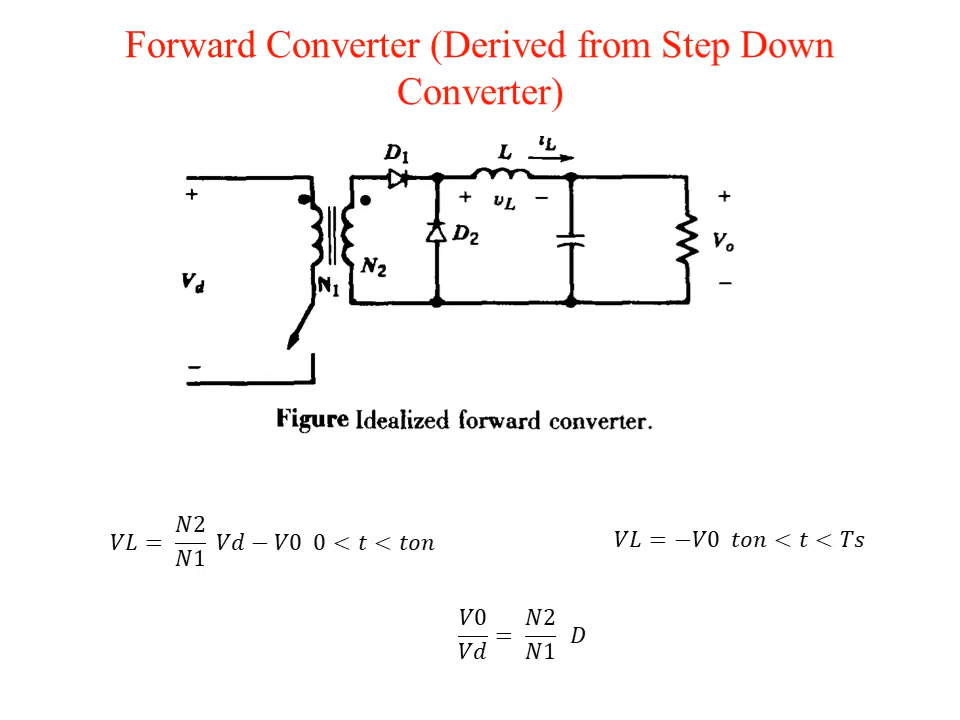 Forward Converter (Derived from Step Down
Converter)
D1 L iL
+ + vL − +
D2 Vo
N2
Vd N1 −
−
Figure Idealized forward converter.
VL = N2/N1 Vd − V0 0 < t < ton
VL = −V0 ton < t < Ts
V0/Vd = N2/N1 D